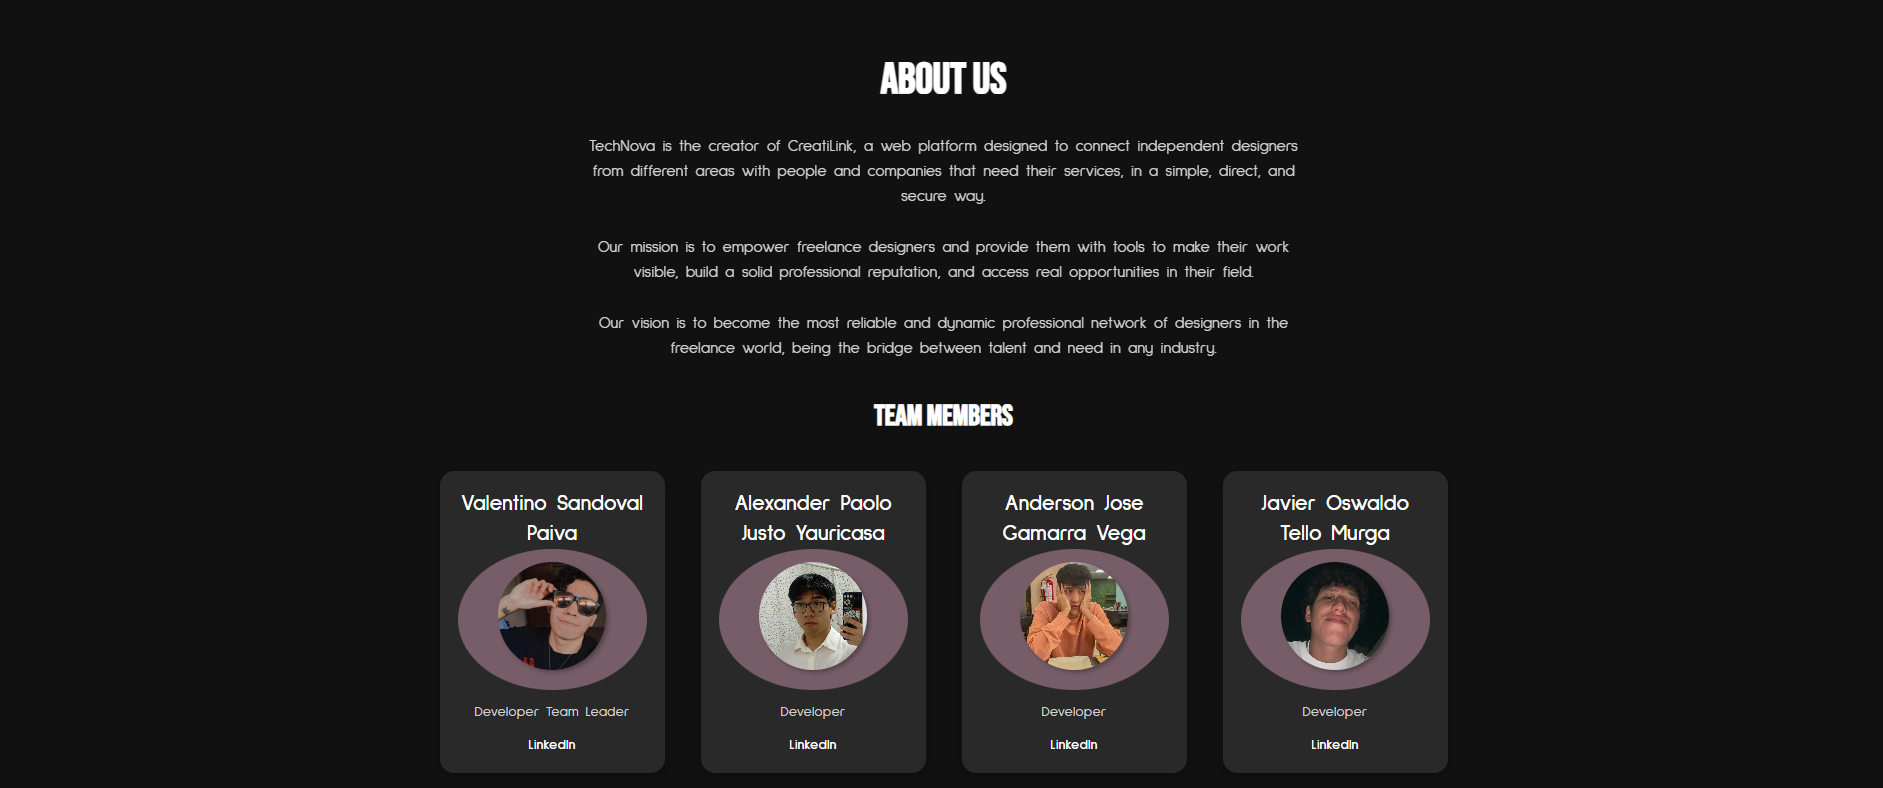 ABOUT US
TechNova is the creator of CreatiLink, a web platform designed to connect independent designers
from different areas with people and companies that need their services, in a simple, direct, and
secure way.
Our mission is to empower freelance designers and provide them with tools to make their work
visible, build a solid professional reputation, and access real opportunities in their field.
Our vision is to become the most reliable and dynamic professional network of designers in the
freelance world, being the bridge between talent and need in any industry.
TEAM MEMBERS
Valentino Sandoval
Paiva
Developer Team Leader
LinkedIn
Alexander Paolo
Justo Yauricasa
Developer
LinkedIn
Anderson Jose
Gamarra Vega
Developer
LinkedIn
Javier Oswaldo
Tello Murga
Developer
LinkedIn